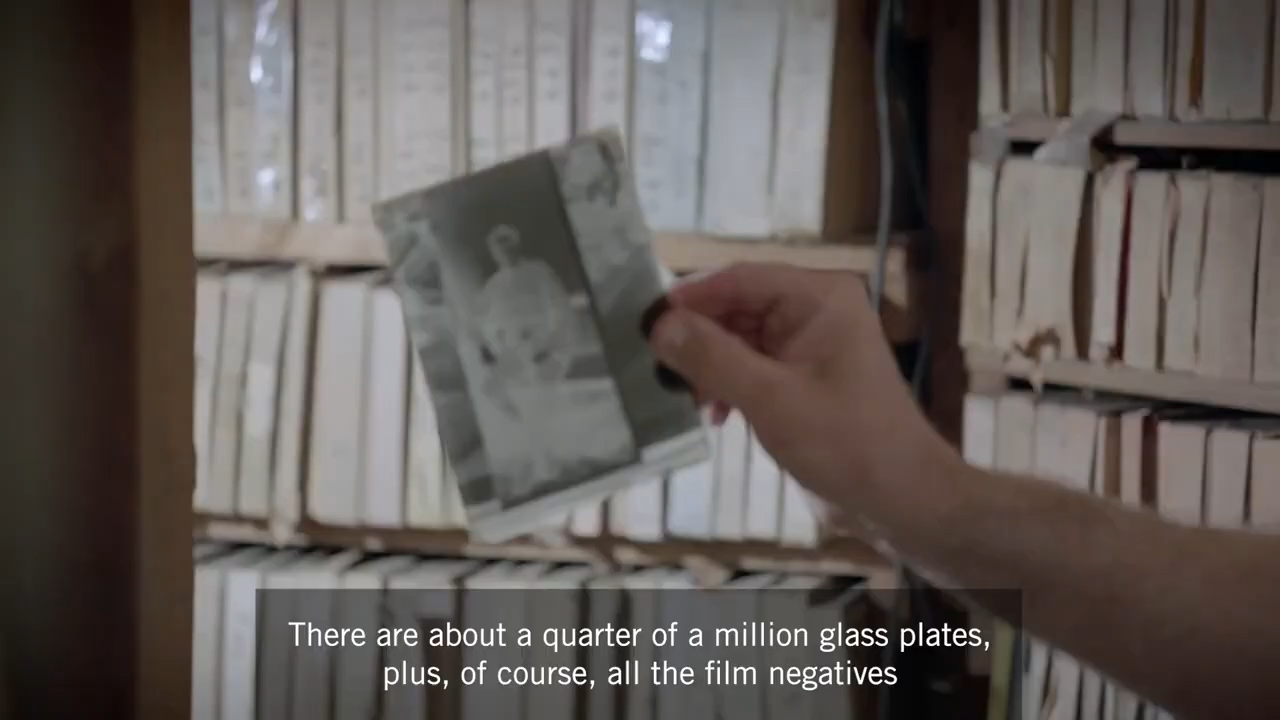 There are about a quarter of a million glass plates,
plus, of course, all the film negatives